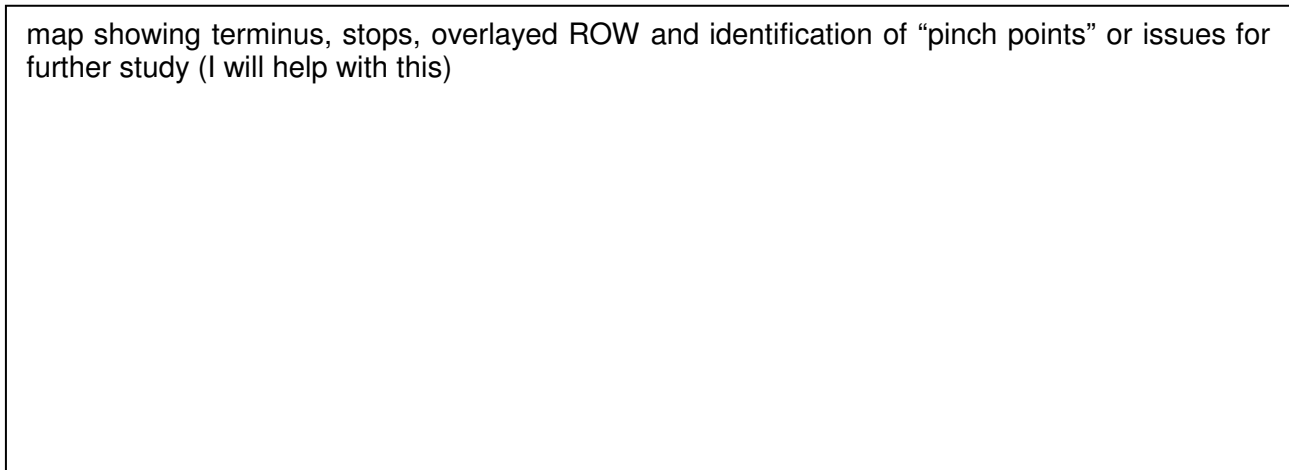 map showing terminus, stops, overlayed ROW and identification of “pinch points” or issues for
further study (I will help with this)